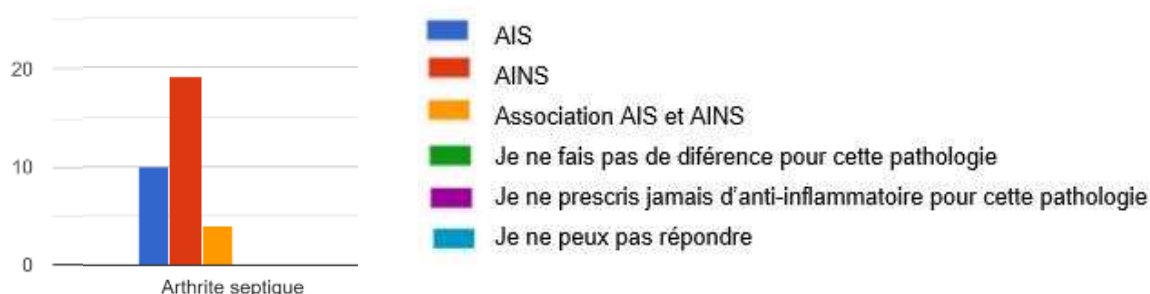 20
10
0
Arthrite septique
AIS
AINS
Association AIS et AINS
Je ne fais pas de diférence pour cette pathologie
Je ne prescris jamais d'anti-inflammatoire pour cette pathologie
Je ne peux pas répondre